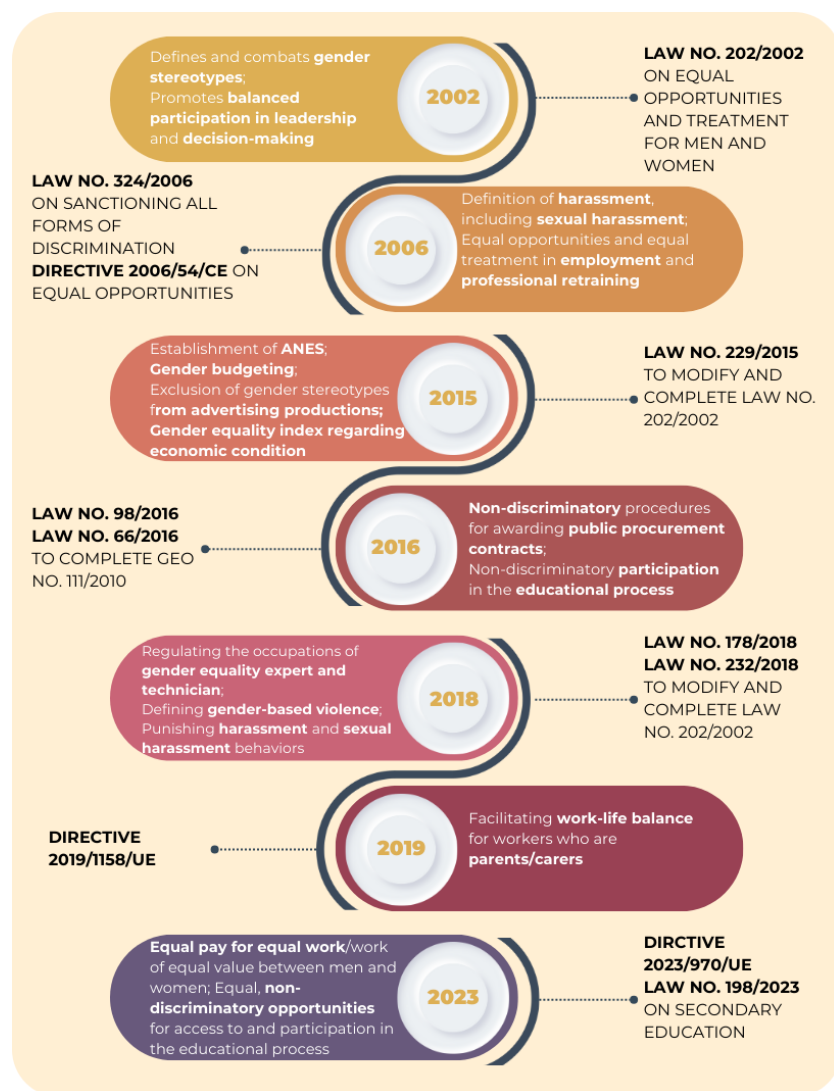 Defines and combats gender
stereotypes;
Promotes balanced
participation in leadership
and decision-making
2002
LAW NO. 202/2002
ON EQUAL
OPPORTUNITIES
AND TREATMENT
FOR MEN AND
WOMEN
LAW NO. 324/2006
ON SANCTIONING ALL
FORMS OF
DISCRIMINATION
DIRECTIVE 2006/54/CE ON
EQUAL OPPORTUNITIES
2006
Definition of harassment,
including sexual harassment;
Equal opportunities and equal
treatment in employment and
professional retraining
Establishment of ANES;
Gender budgeting;
Exclusion of gender stereotypes
from advertising productions;
Gender equality index regarding
economic condition
2015
LAW NO. 229/2015
TO MODIFY AND
COMPLETE LAW NO.
202/2002
LAW NO. 98/2016
LAW NO. 66/2016
TO COMPLETE GEO
NO. 111/2010
2016
Non-discriminatory procedures
for awarding public procurement
contracts;
Non-discriminatory participation
in the educational process
Regulating the occupations of
gender equality expert and
technician;
Defining gender-based violence;
Punishing harassment and sexual
harassment behaviors
2018
LAW NO. 178/2018
LAW NO. 232/2018
TO MODIFY AND
COMPLETE LAW
NO. 202/2002
DIRECTIVE
2019/1158/UE
2019
Facilitating work-life balance
for workers who are
parents/carers
Equal pay for equal work/work
of equal value between men and
women; Equal, non-
discriminatory opportunities
for access to and participation in
the educational process
2023
DIRCTIVE
2023/970/UE
LAW NO. 198/2023
ON SECONDARY
EDUCATION